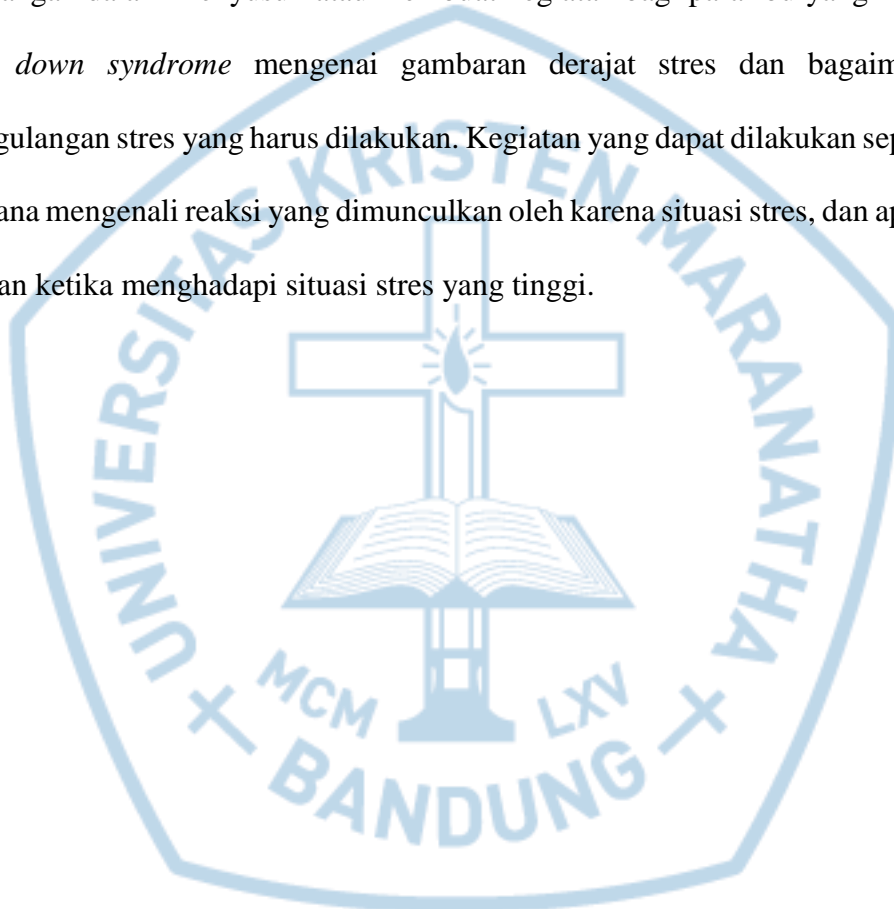 down syndrome mengenai gambaran derajat stres dan bagaim
gulangan stres yang harus dilakukan. Kegiatan yang dapat dilakukan sep
ana mengenali reaksi yang dimunculkan oleh karena situasi stres, dan ap
an ketika menghadapi situasi stres yang tinggi.
UNIVERSITAS KRISTEN MARANATHA
MCM LXV
BANDUNG